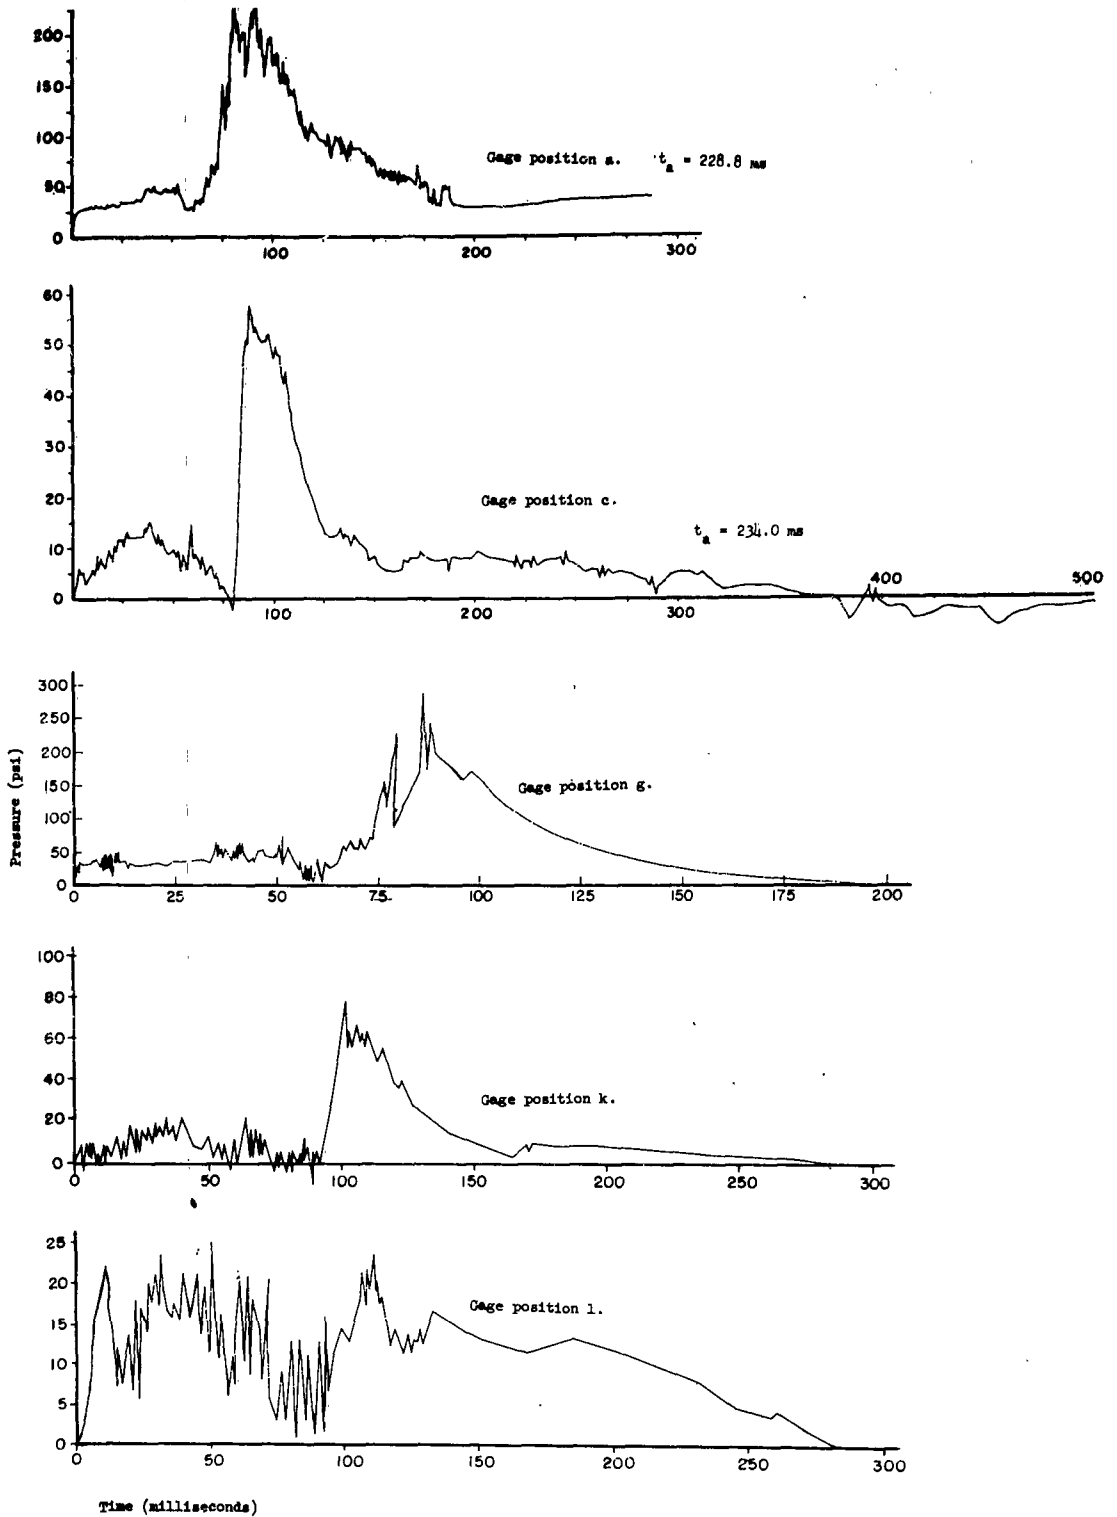 200
150
100
50
0
Gage position a. t_a = 228.8 ms
100 200 300
60
50
40
30
20
10
0
Gage position c.
t_a = 234.0 ms
100 200 300 400 500
Pressure (psi)
300
250
200
150
100
50
0
Gage position g.
0 25 50 75 100 125 150 175 200
100
80
60
40
20
0
Gage position k.
0 50 100 150 200 250 300
25
20
15
10
5
0
Gage position l.
0 50 100 150 200 250 300
Time (milliseconds)